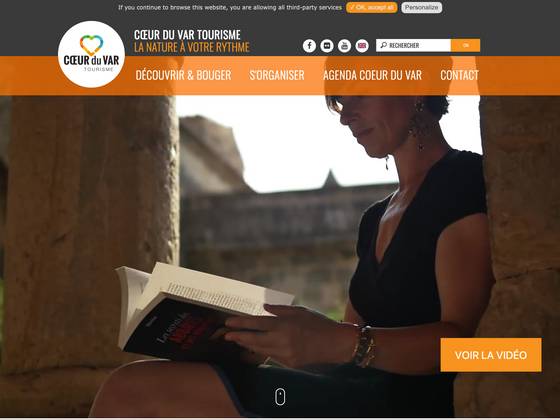 If you continue to browse this website, you are allowing all third-party services
✓ OK, accept all
Personalize
CŒUR DU VAR TOURISME
LA NATURE À VOTRE RYTHME
CŒUR DU VAR
TOURISME
RECHERCHER
OK
DÉCOUVRIR & BOUGER
S'ORGANISER
AGENDA COEUR DU VAR
CONTACT
VOIR LA VIDÉO